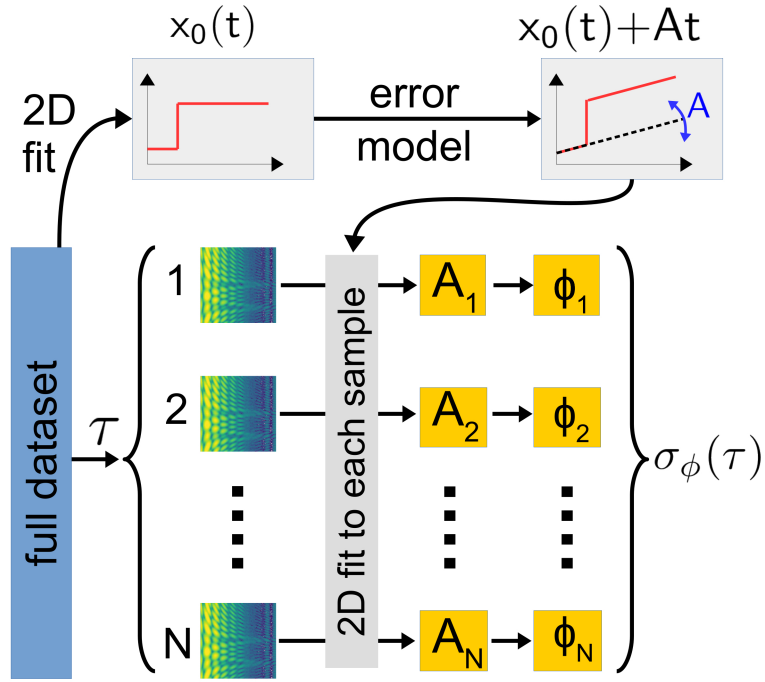 x₀(t)
x₀(t)+At
2D
fit
error
model
A
full dataset
τ
1
2
N
2D fit to each sample
A₁
ϕ₁
A₂
ϕ₂
A_N
ϕ_N
σ_ϕ(τ)